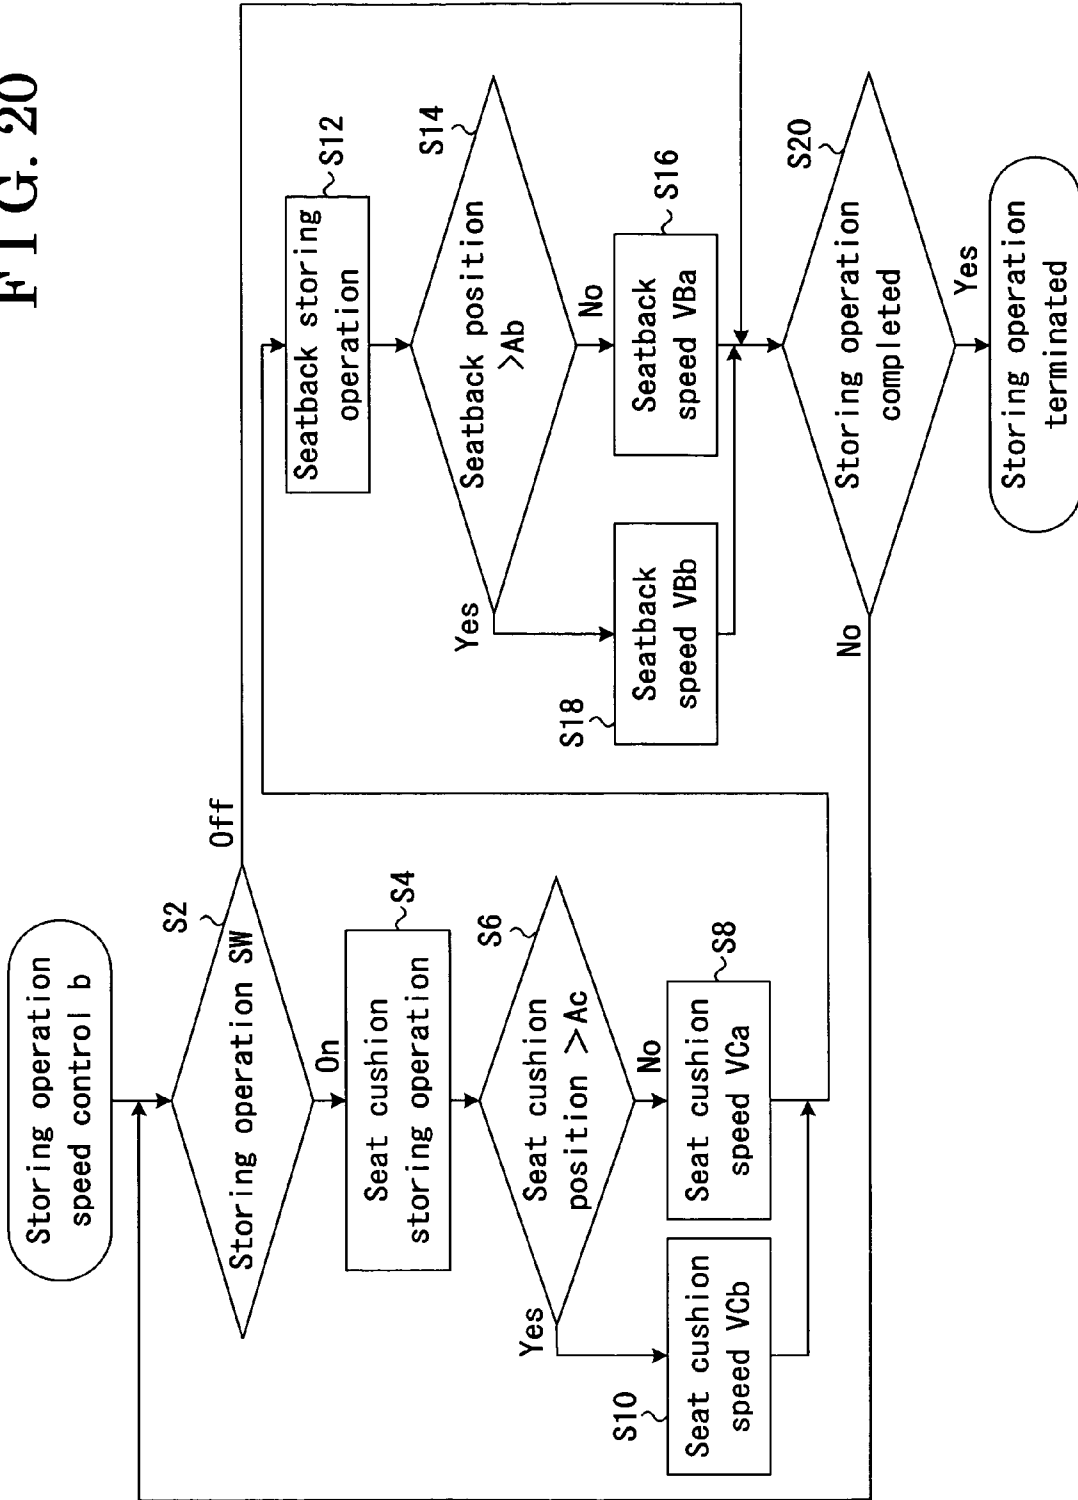 FIG. 20
Storing operation
speed control b
S2
Storing operation SW
Off
On
S4
Seat cushion
storing operation
S6
Seat cushion
position >Ac
Yes
No
S8
Seat cushion
speed VCa
S10
Seat cushion
speed VCb
S12
Seatback storing
operation
S14
Seatback position
>Ab
Yes
No
S16
Seatback
speed VBa
S18
Seatback
speed VBb
S20
Storing operation
completed
No
Yes
Storing operation
terminated